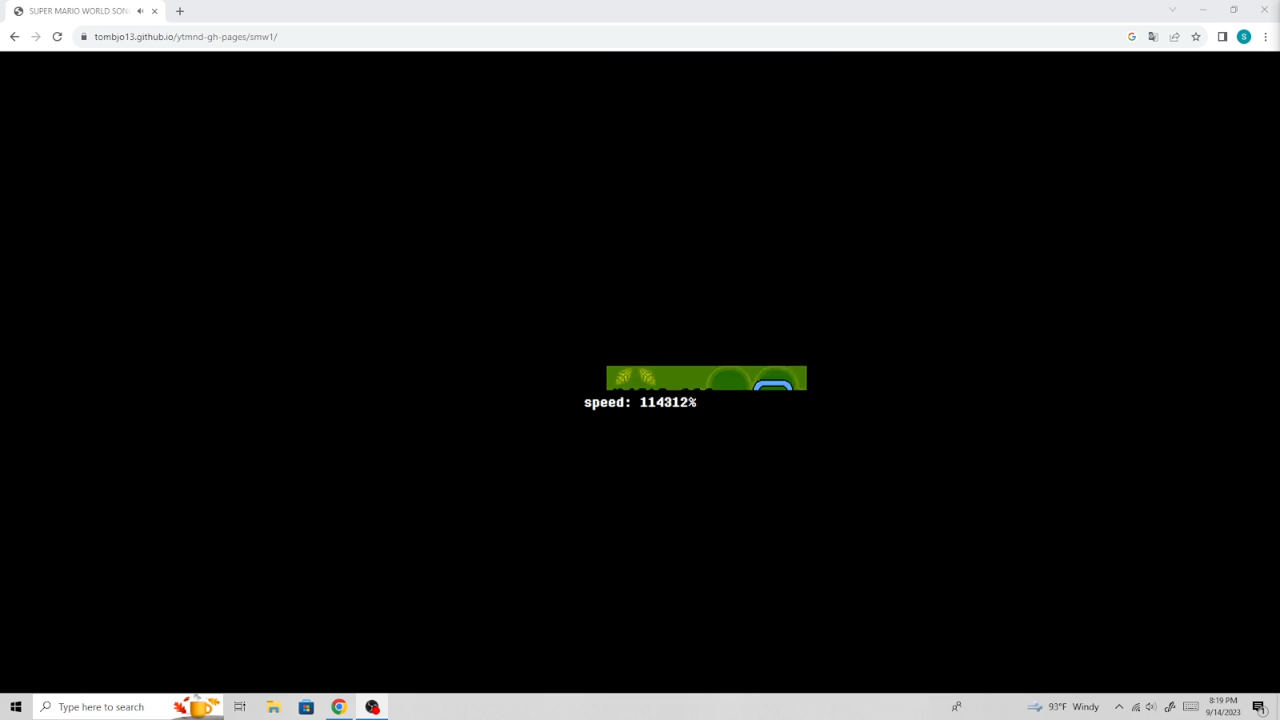 SUPER MARIO WORLD SON
tombjo13.github.io/ytmnd-gh-pages/smw1/
G
S
speed: 114312%
Type here to search
93°F Windy
8:19 PM
9/14/2023
1